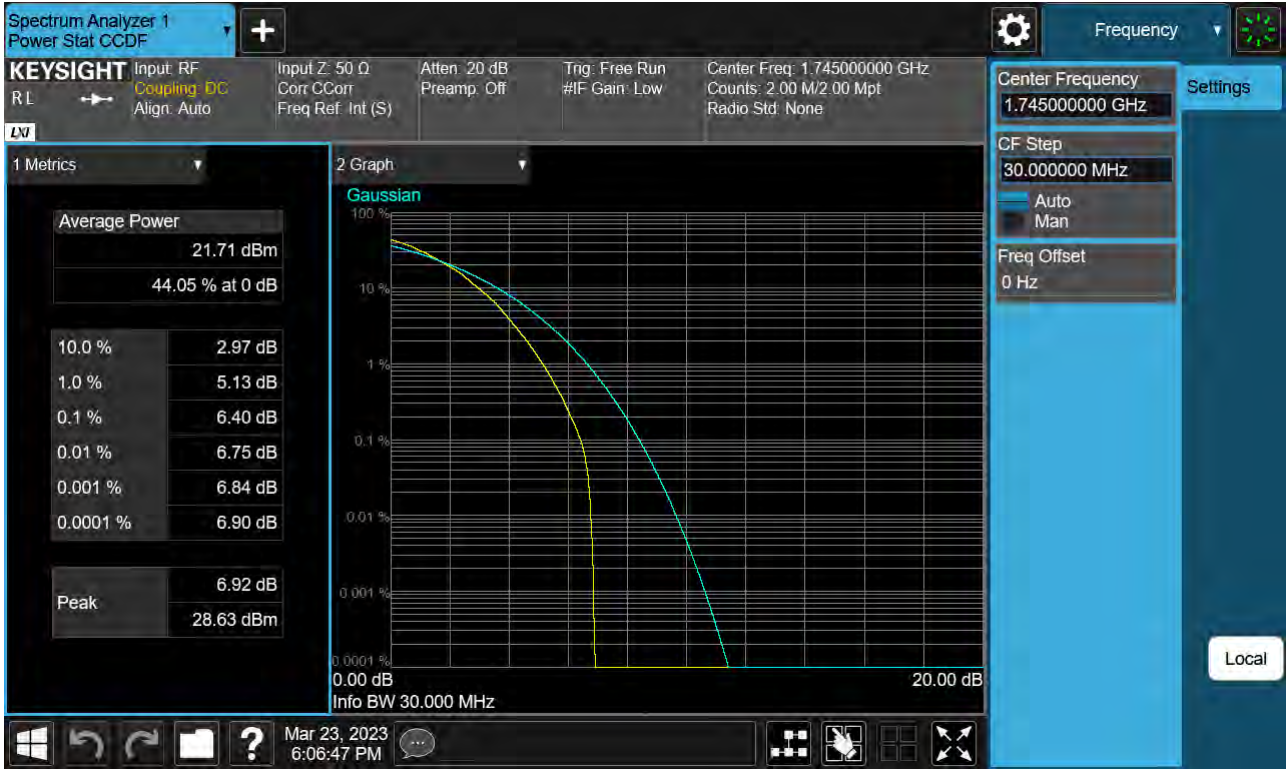 Spectrum Analyzer 1
Power Stat CCDF
Frequency
KEYSIGHT
R L
LXI
Input: RF
Coupling: DC
Align: Auto
Input Z: 50 Ω
Corr CCorr
Freq Ref: Int (S)
Atten: 20 dB
Preamp: Off
Trig: Free Run
#IF Gain: Low
Center Freq: 1.745000000 GHz
Counts: 2.00 M/2.00 Mpt
Radio Std: None
Center Frequency
1.745000000 GHz
Settings
CF Step
30.000000 MHz
Auto
Man
Freq Offset
0 Hz
Local
1 Metrics
Average Power
21.71 dBm
44.05 % at 0 dB
10.0 % 2.97 dB
1.0 % 5.13 dB
0.1 % 6.40 dB
0.01 % 6.75 dB
0.001 % 6.84 dB
0.0001 % 6.90 dB
Peak
6.92 dB
28.63 dBm
2 Graph
Gaussian
100 %
10 %
1 %
0.1 %
0.01 %
0.001 %
0.0001 %
0.00 dB 20.00 dB
Info BW 30.000 MHz
?
Mar 23, 2023
6:06:47 PM